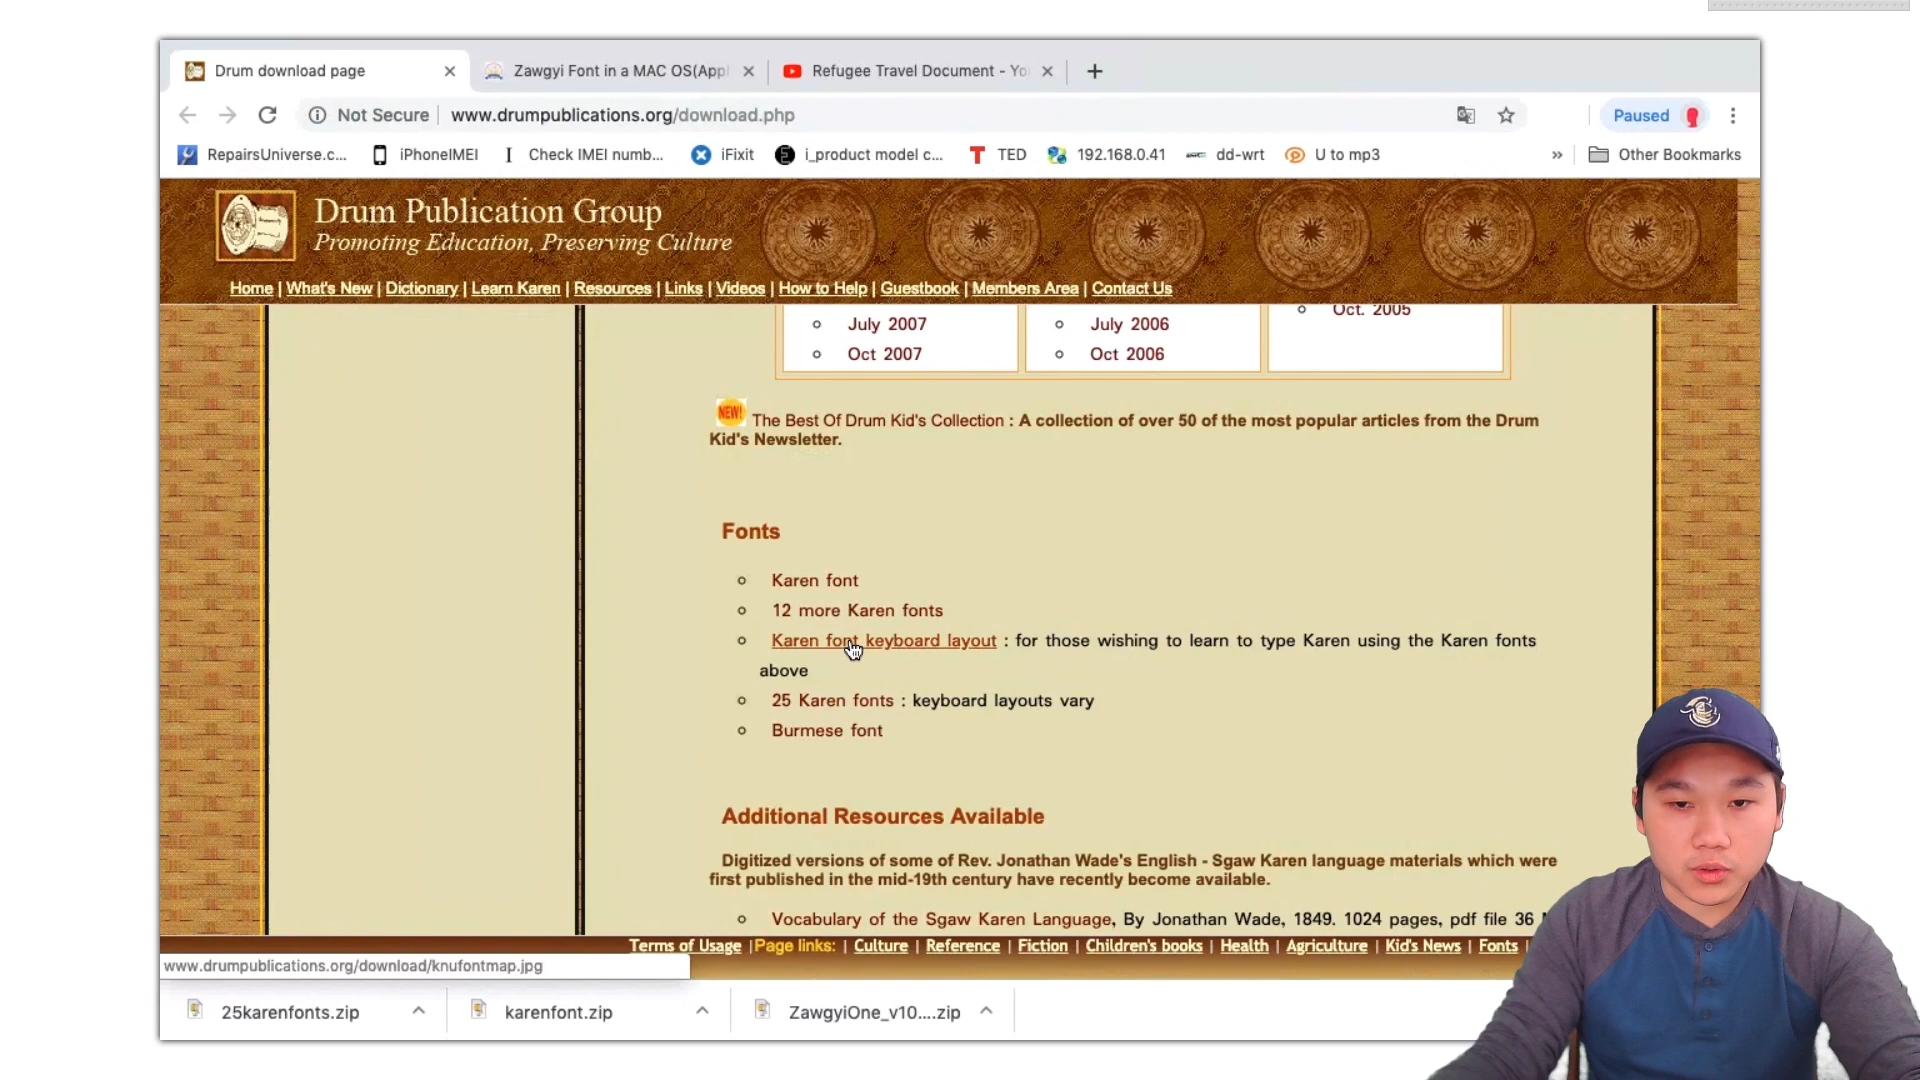 Drum download page
Zawgyi Font in a MAC OS(Appl
Refugee Travel Document - Yo
Not Secure
www.drumpublications.org/download.php
Paused
RepairsUniverse.c...
iPhoneIMEI
Check IMEI numb...
iFixit
i_product model c...
TED
192.168.0.41
dd-wrt
U to mp3
»
Other Bookmarks
Drum Publication Group
Promoting Education, Preserving Culture
Home | What's New | Dictionary | Learn Karen | Resources | Links | Videos | How to Help | Guestbook | Members Area | Contact Us
July 2007
Oct 2007
July 2006
Oct 2006
Oct. 2005
NEW! The Best Of Drum Kid's Collection : A collection of over 50 of the most popular articles from the Drum
Kid's Newsletter.
Fonts
Karen font
12 more Karen fonts
Karen font keyboard layout : for those wishing to learn to type Karen using the Karen fonts
above
25 Karen fonts : keyboard layouts vary
Burmese font
Additional Resources Available
Digitized versions of some of Rev. Jonathan Wade's English - Sgaw Karen language materials which were
first published in the mid-19th century have recently become available.
Vocabulary of the Sgaw Karen Language, By Jonathan Wade, 1849. 1024 pages, pdf file 36
Terms of Usage |Page links: | Culture | Reference | Fiction | Children's books | Health | Agriculture | Kid's News | Fonts |
www.drumpublications.org/download/knufontmap.jpg
25karenfonts.zip
karenfont.zip
ZawgyiOne_v10....zip